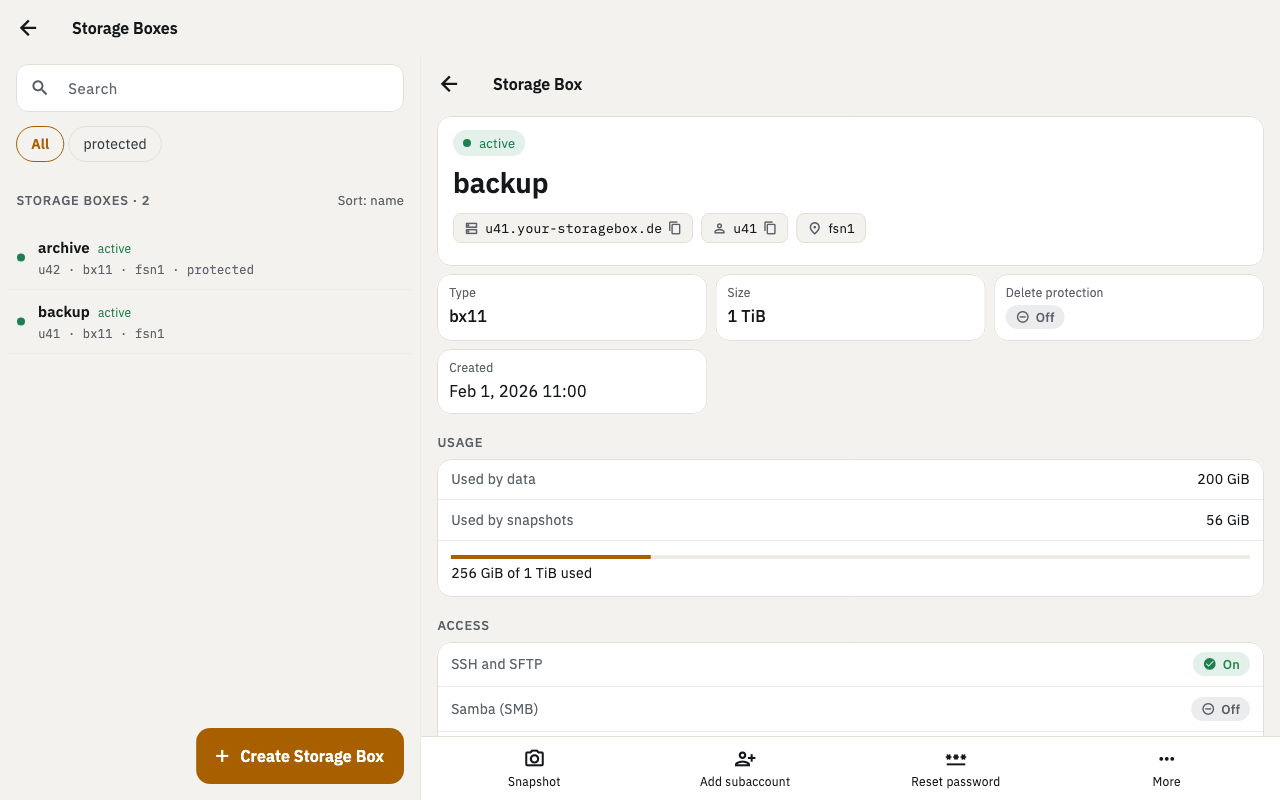 Storage Boxes
Search
All
protected
STORAGE BOXES · 2
Sort: name
archive active
u42 · bx11 · fsn1 · protected
backup active
u41 · bx11 · fsn1
Create Storage Box
Storage Box
active
backup
u41.your-storagebox.de
u41
fsn1
Type
bx11
Size
1 TiB
Delete protection
Off
Created
Feb 1, 2026 11:00
USAGE
Used by data
200 GiB
Used by snapshots
56 GiB
256 GiB of 1 TiB used
ACCESS
SSH and SFTP
On
Samba (SMB)
Off
Snapshot
Add subaccount
Reset password
More